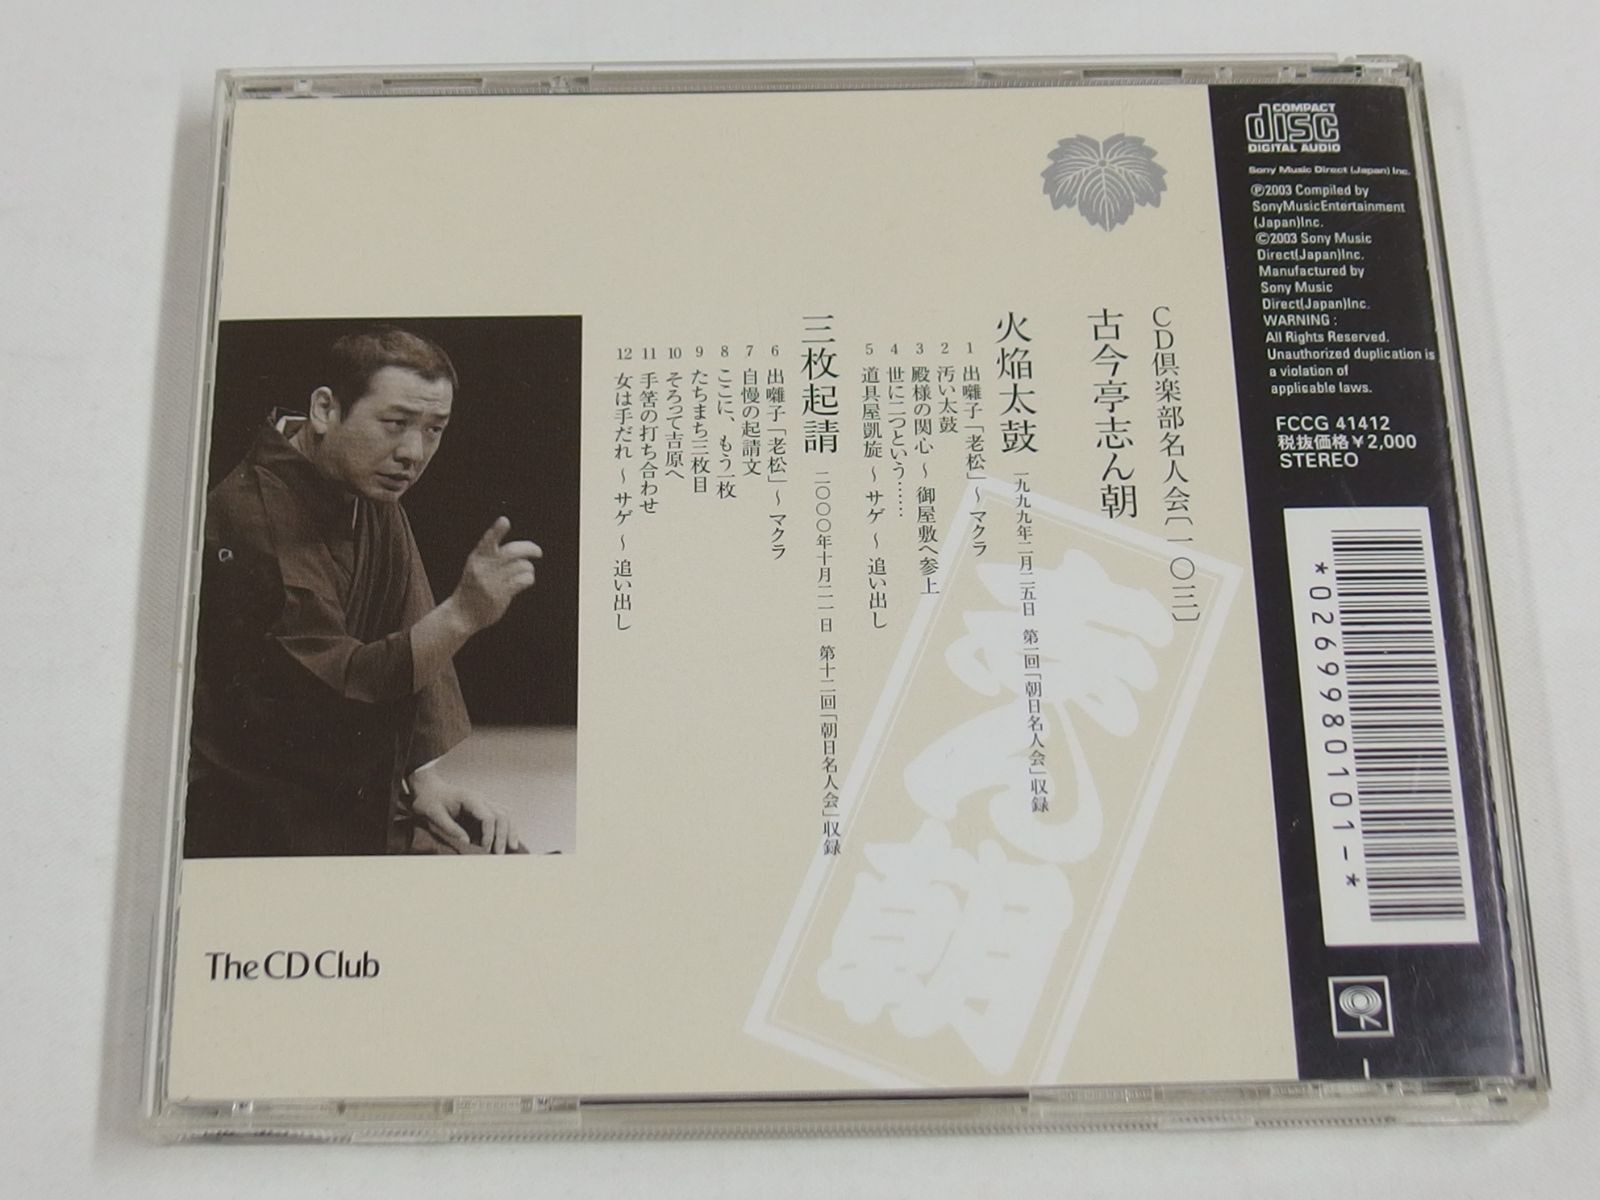 CD倶楽部名人会〔一〇三〕
古今亭志ん朝
火焔太鼓 一九九九年二月二五日 第一回「朝日名人会」収録
1 出囃子「老松」～マクラ
2 汚い太鼓
3 殿様の関心 ～ 御屋敷へ参上
4 世に二つという……
5 道具屋凱旋 ～ サゲ ～ 追い出し
三枚起請 二〇〇〇年十月二一日 第十二回「朝日名人会」収録
6 出囃子「老松」～ マクラ
7 自慢の起請文
8 ここに、もう一枚
9 たちまち三枚目
10 そろって吉原へ
11 手筈の打ち合わせ
12 女は手だれ ～ サゲ ～ 追い出し
志ん朝
The CD Club
COMPACT
disc
DIGITAL AUDIO
Sony Music Direct (Japan) Inc.
Ⓟ2003 Compiled by
SonyMusicEntertainment
(Japan)Inc.
©2003 Sony Music
Direct(Japan)Inc.
Manufactured by
Sony Music
Direct(Japan)Inc.
WARNING :
All Rights Reserved.
Unauthorized duplication is
a violation of
applicable laws.
FCCG 41412
税抜価格¥2,000
STEREO
*0269980101-*